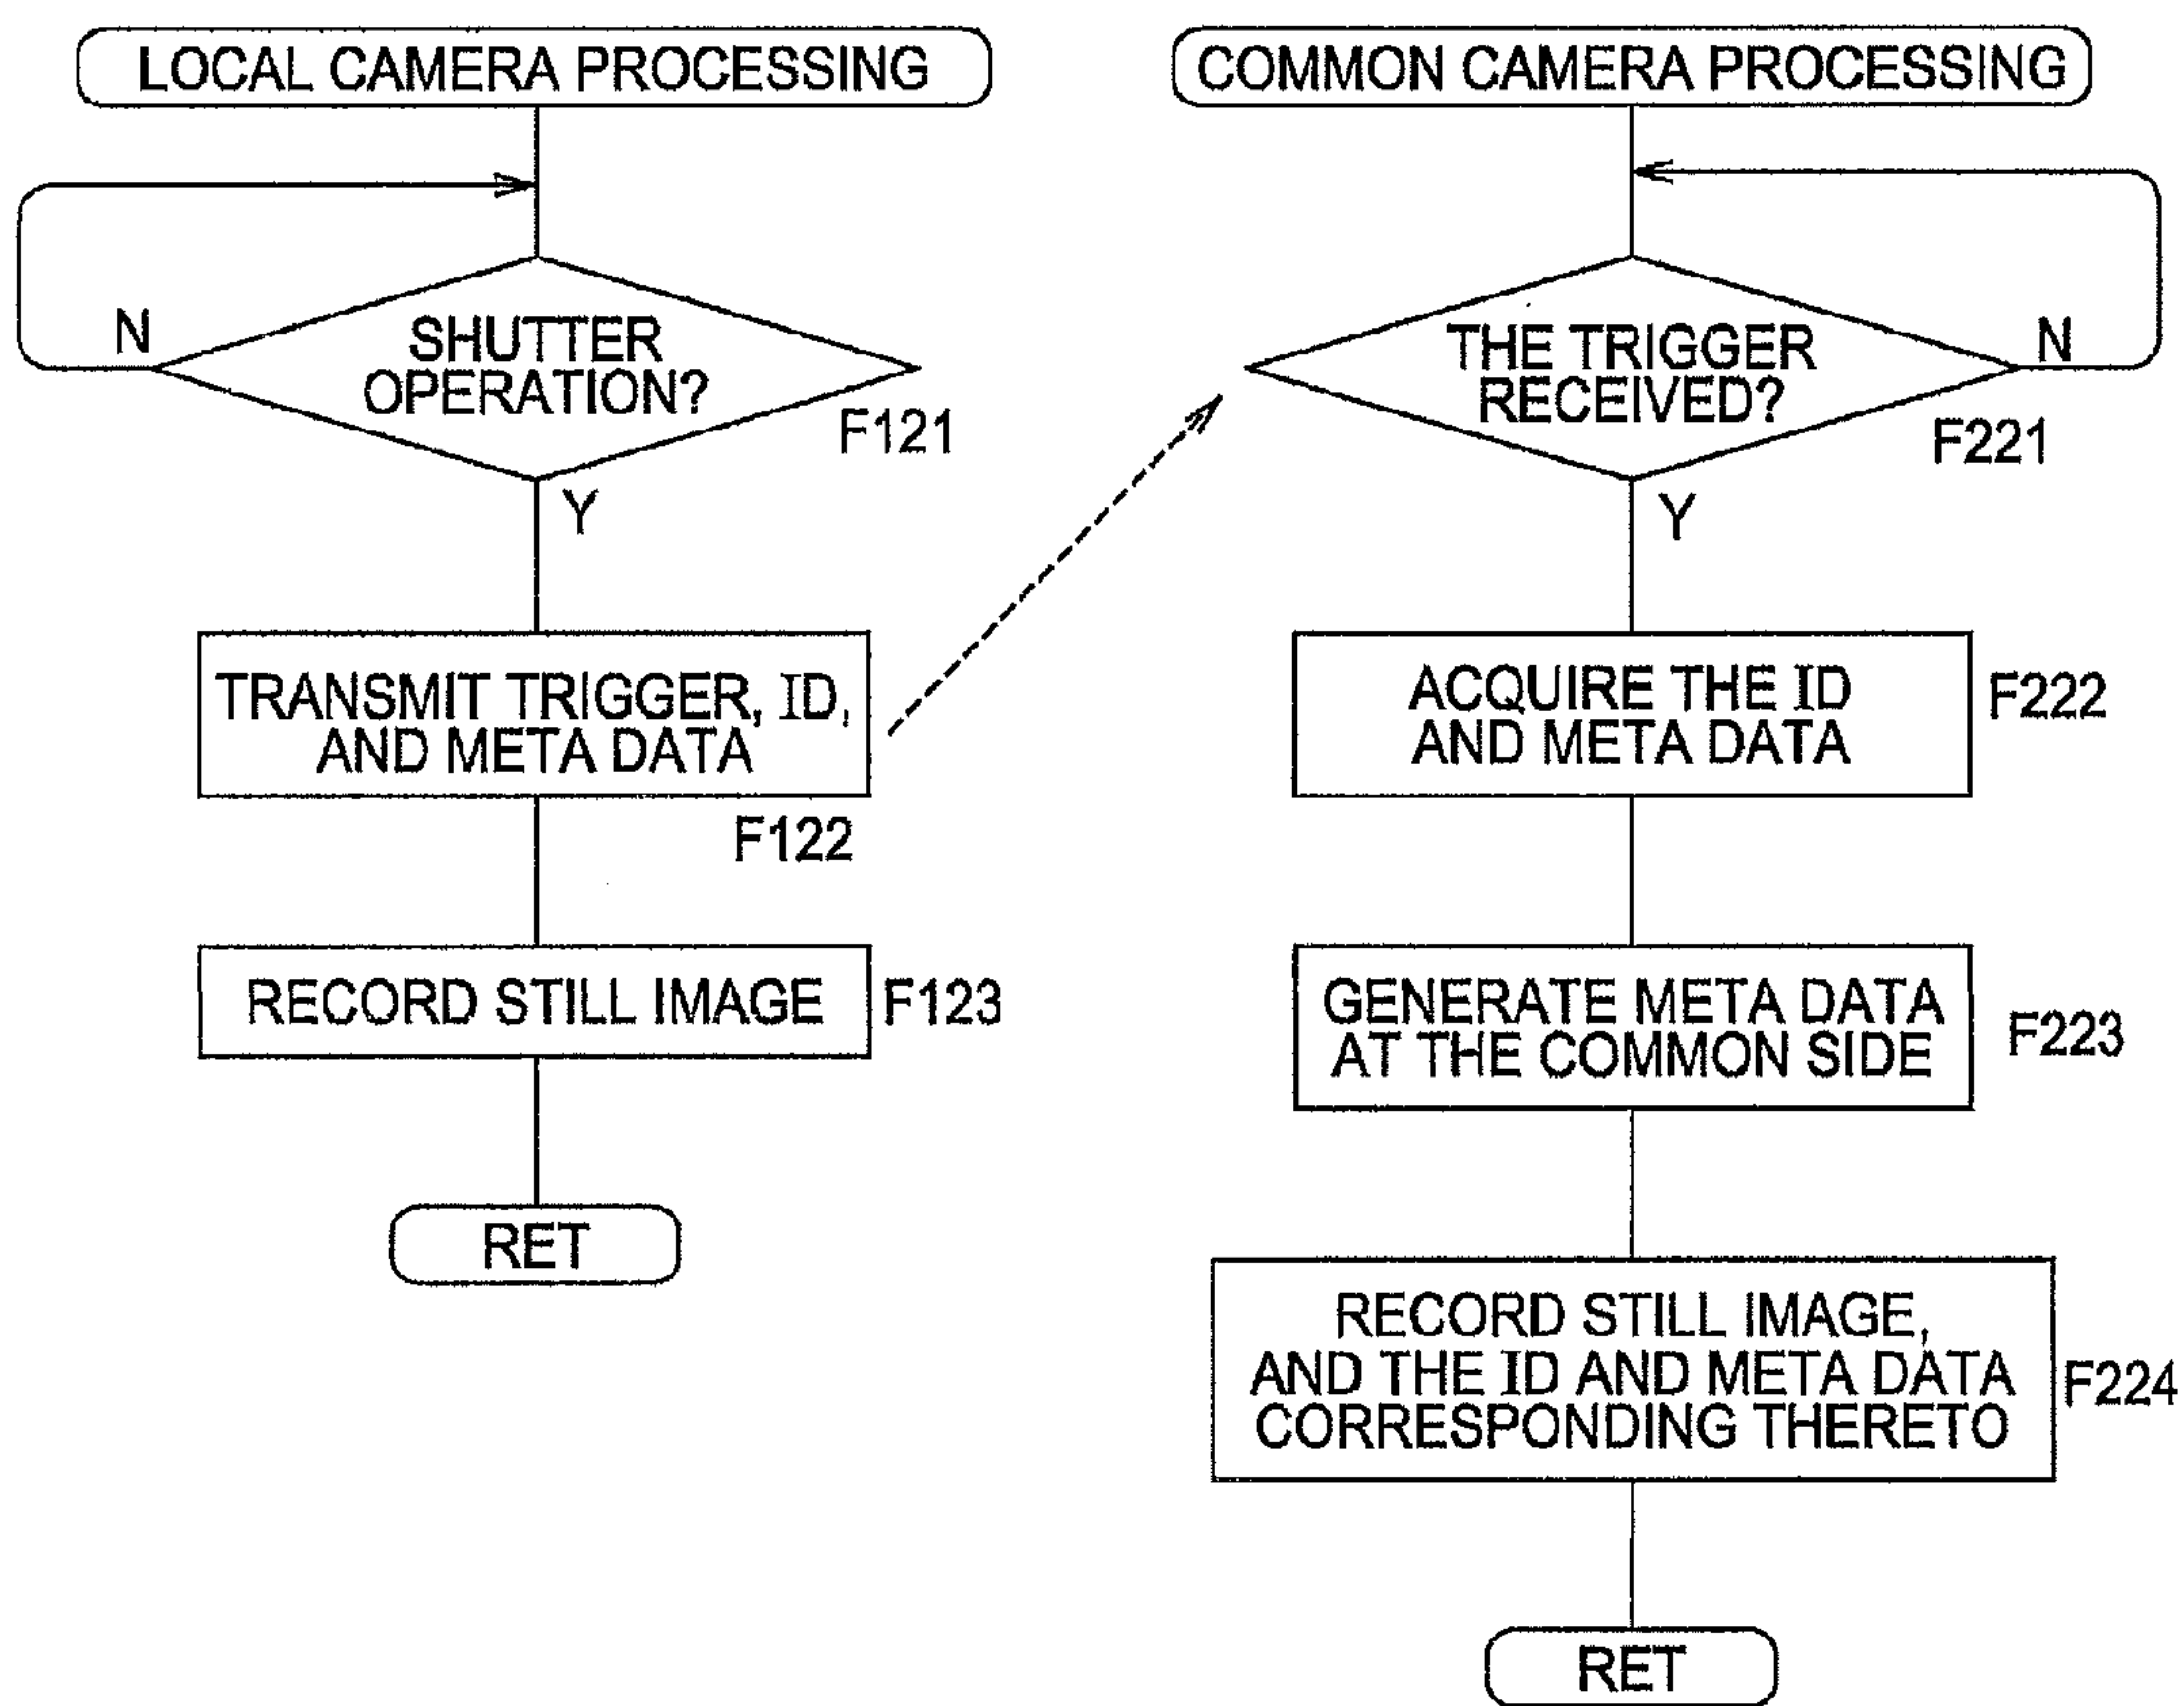 LOCAL CAMERA PROCESSING
N
SHUTTER
OPERATION?
F121
Y
TRANSMIT TRIGGER, ID,
AND META DATA
F122
RECORD STILL IMAGE
F123
RET
COMMON CAMERA PROCESSING
THE TRIGGER
RECEIVED?
N
F221
Y
ACQUIRE THE ID
AND META DATA
F222
GENERATE META DATA
AT THE COMMON SIDE
F223
RECORD STILL IMAGE,
AND THE ID AND META DATA
CORRESPONDING THERETO
F224
RET